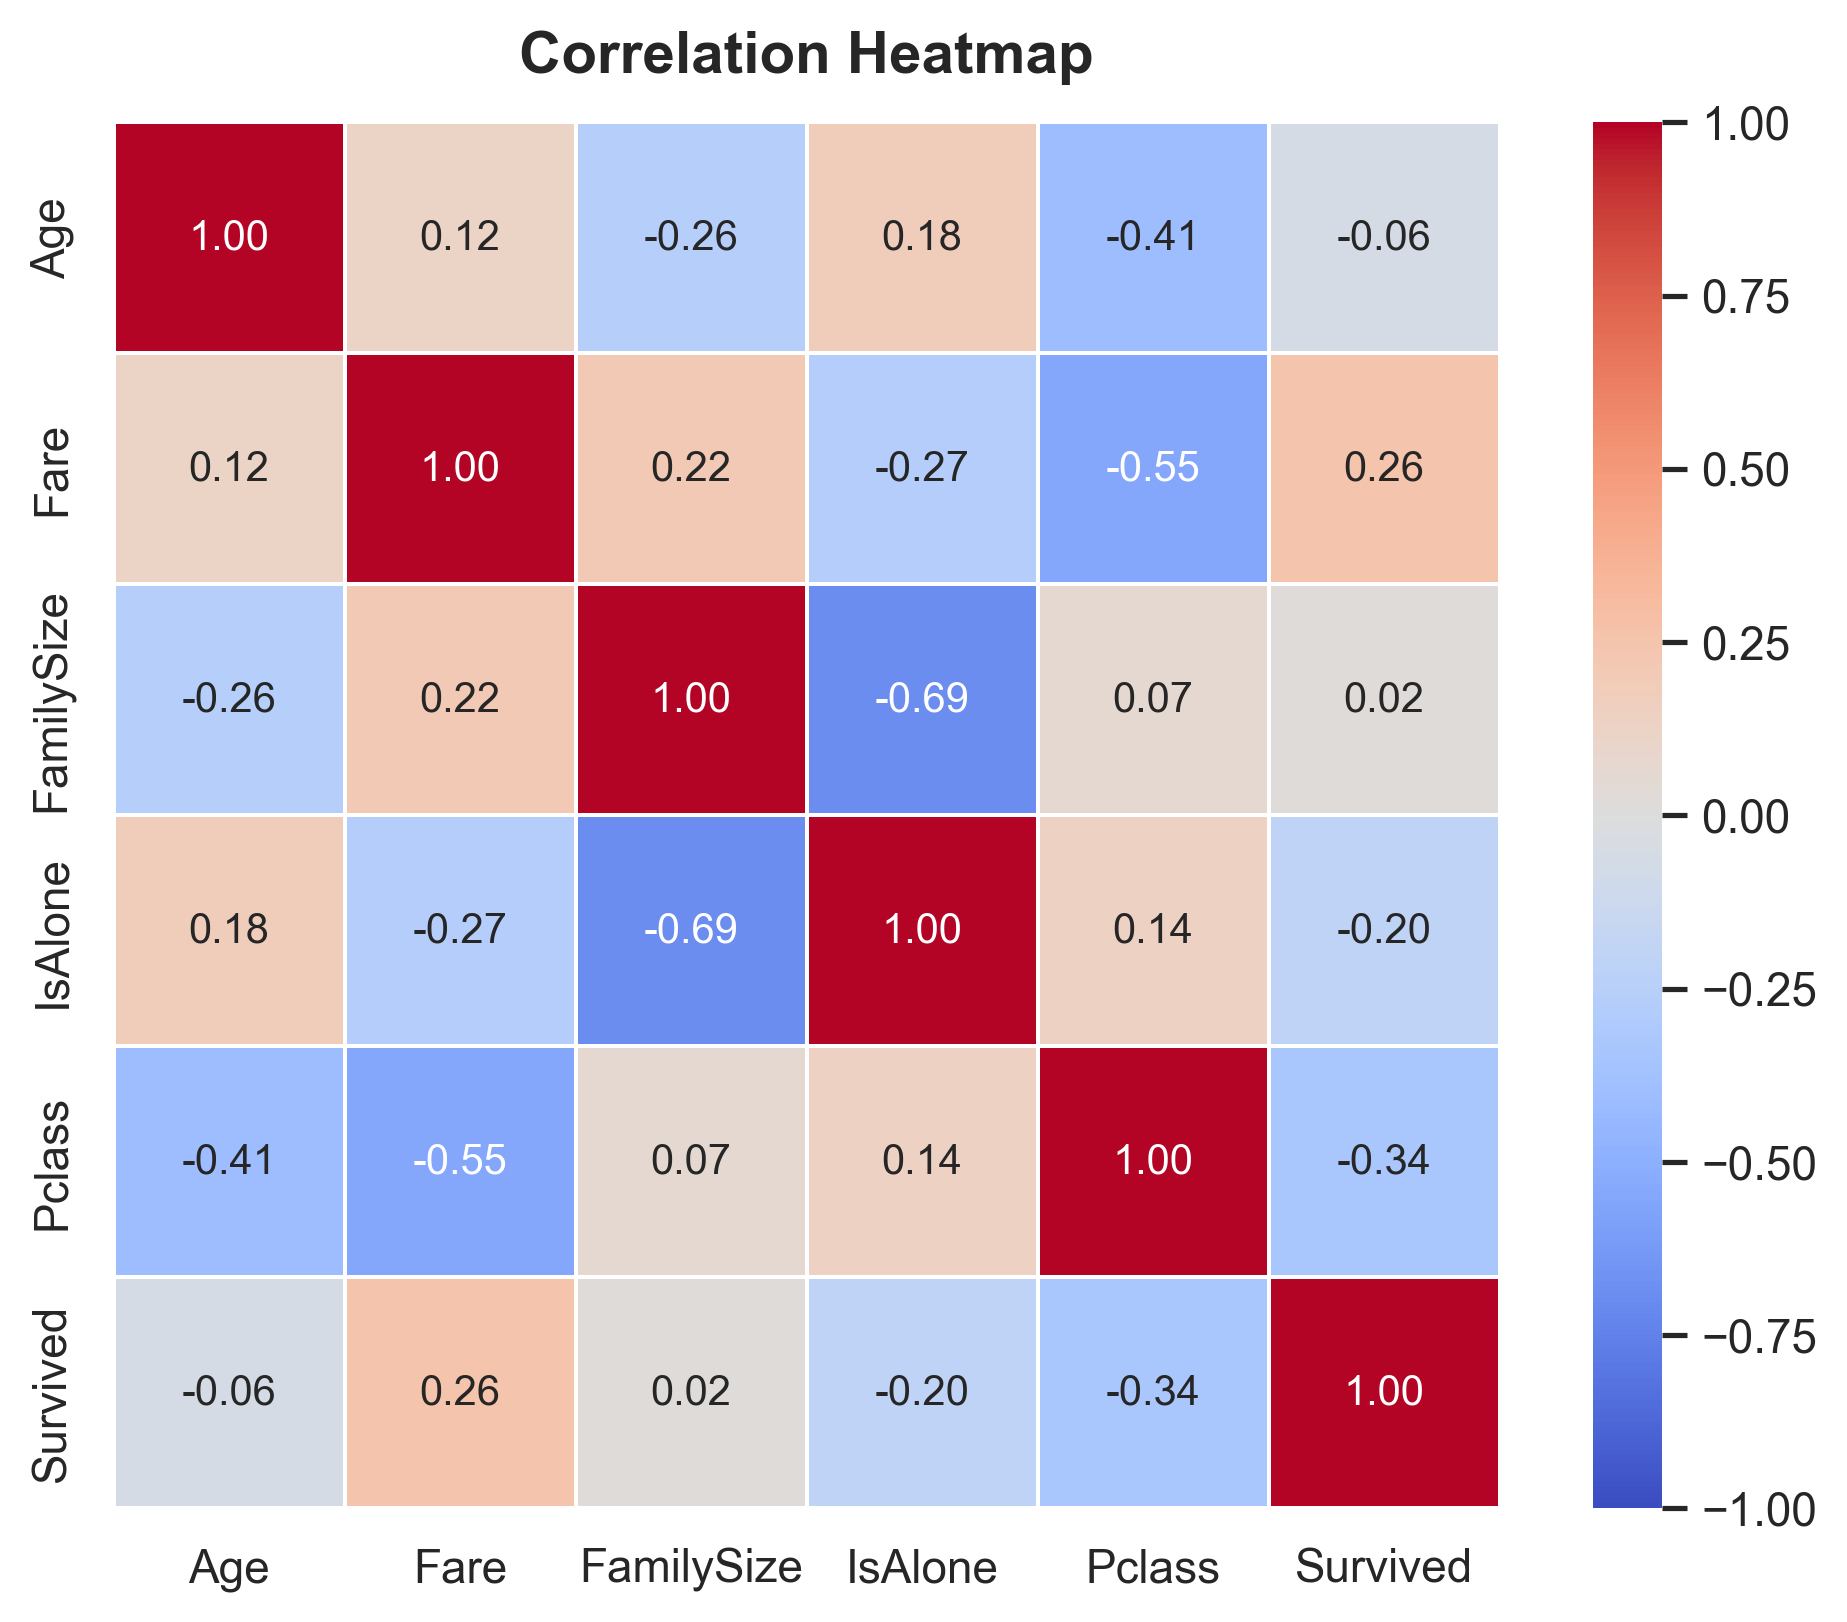 Correlation Heatmap
Age 1.00 0.12 -0.26 0.18 -0.41 -0.06
Fare 0.12 1.00 0.22 -0.27 -0.55 0.26
FamilySize -0.26 0.22 1.00 -0.69 0.07 0.02
IsAlone 0.18 -0.27 -0.69 1.00 0.14 -0.20
Pclass -0.41 -0.55 0.07 0.14 1.00 -0.34
Survived -0.06 0.26 0.02 -0.20 -0.34 1.00
Age Fare FamilySize IsAlone Pclass Survived
1.00
0.75
0.50
0.25
0.00
−0.25
−0.50
−0.75
−1.00